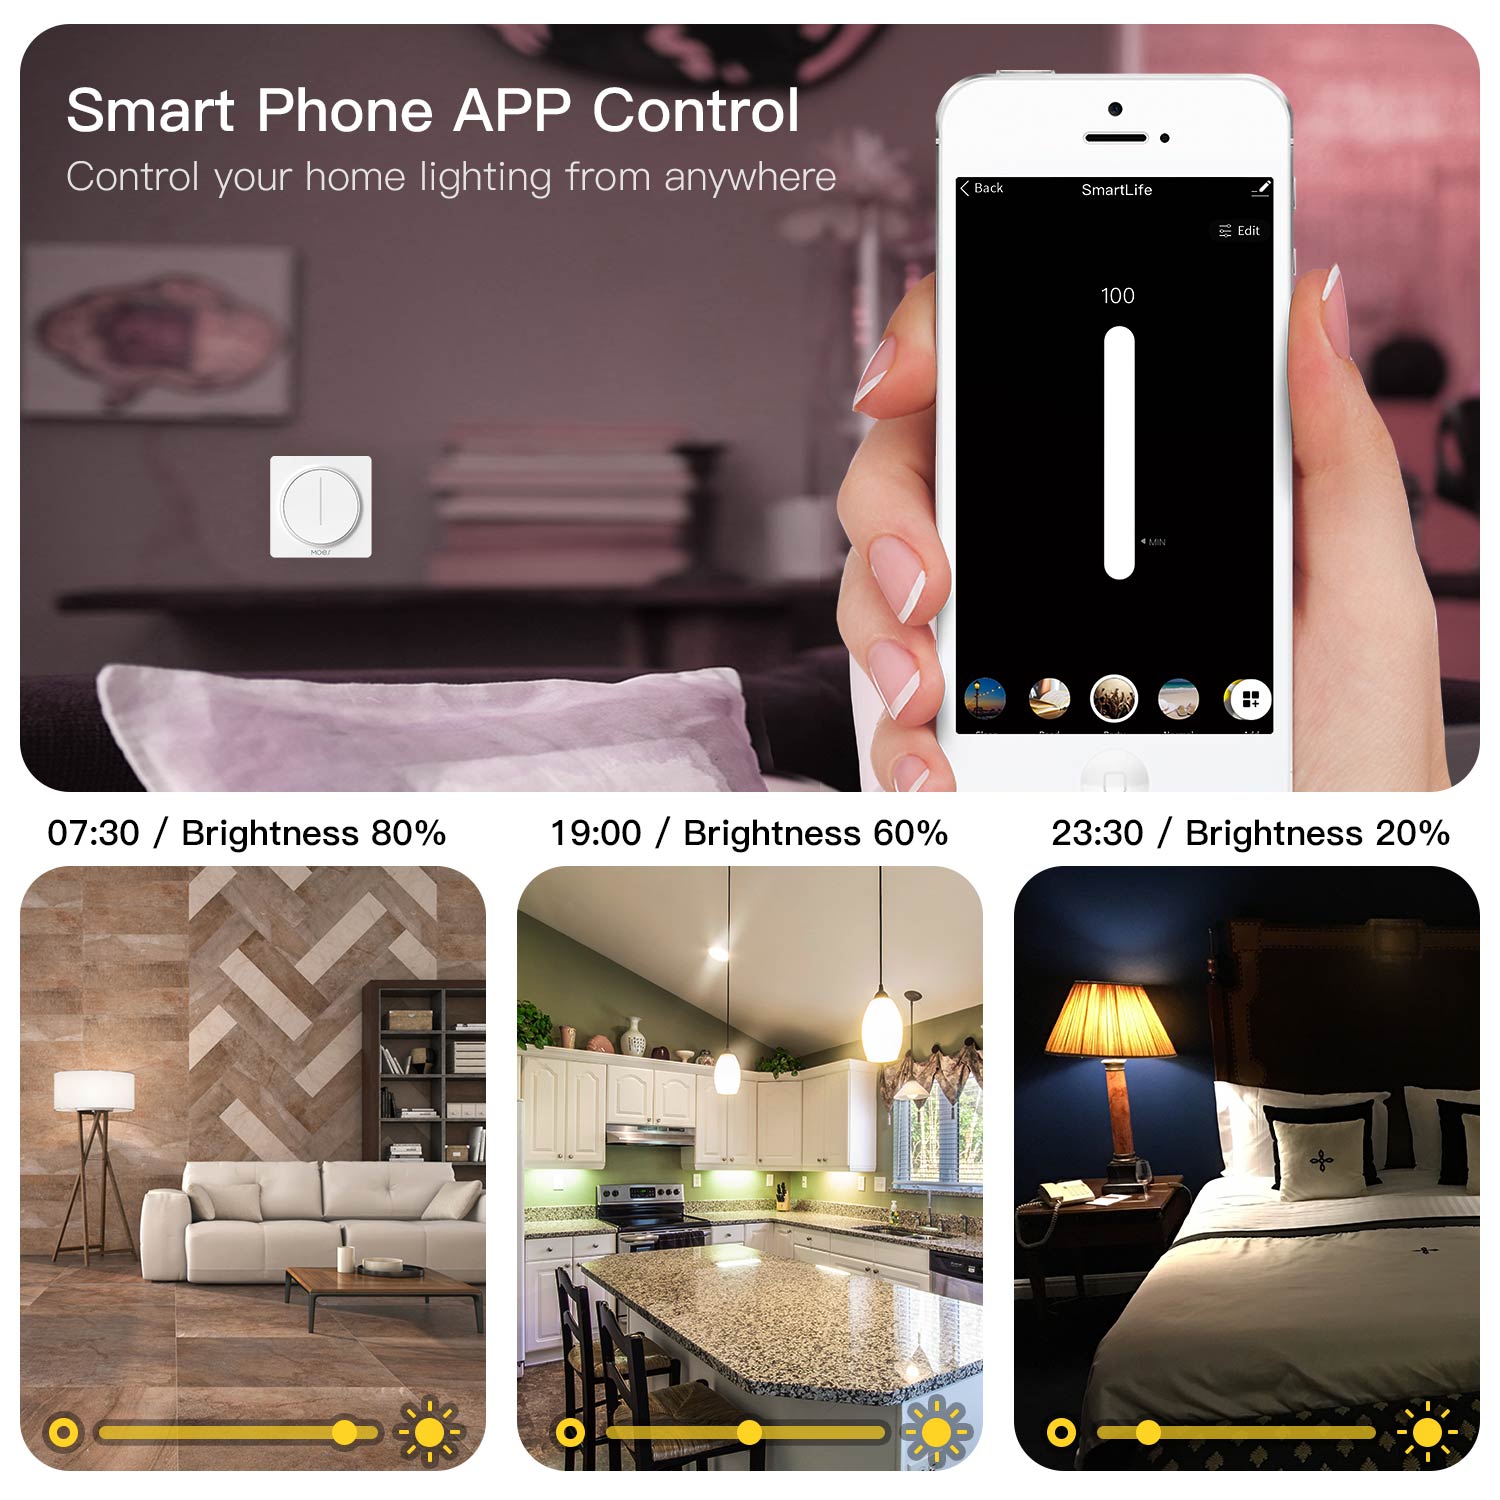 Smart Phone APP Control
Control your home lighting from anywhere
Back
SmartLife
Edit
100
MIN
MOES
07:30 / Brightness 80%
19:00 / Brightness 60%
23:30 / Brightness 20%